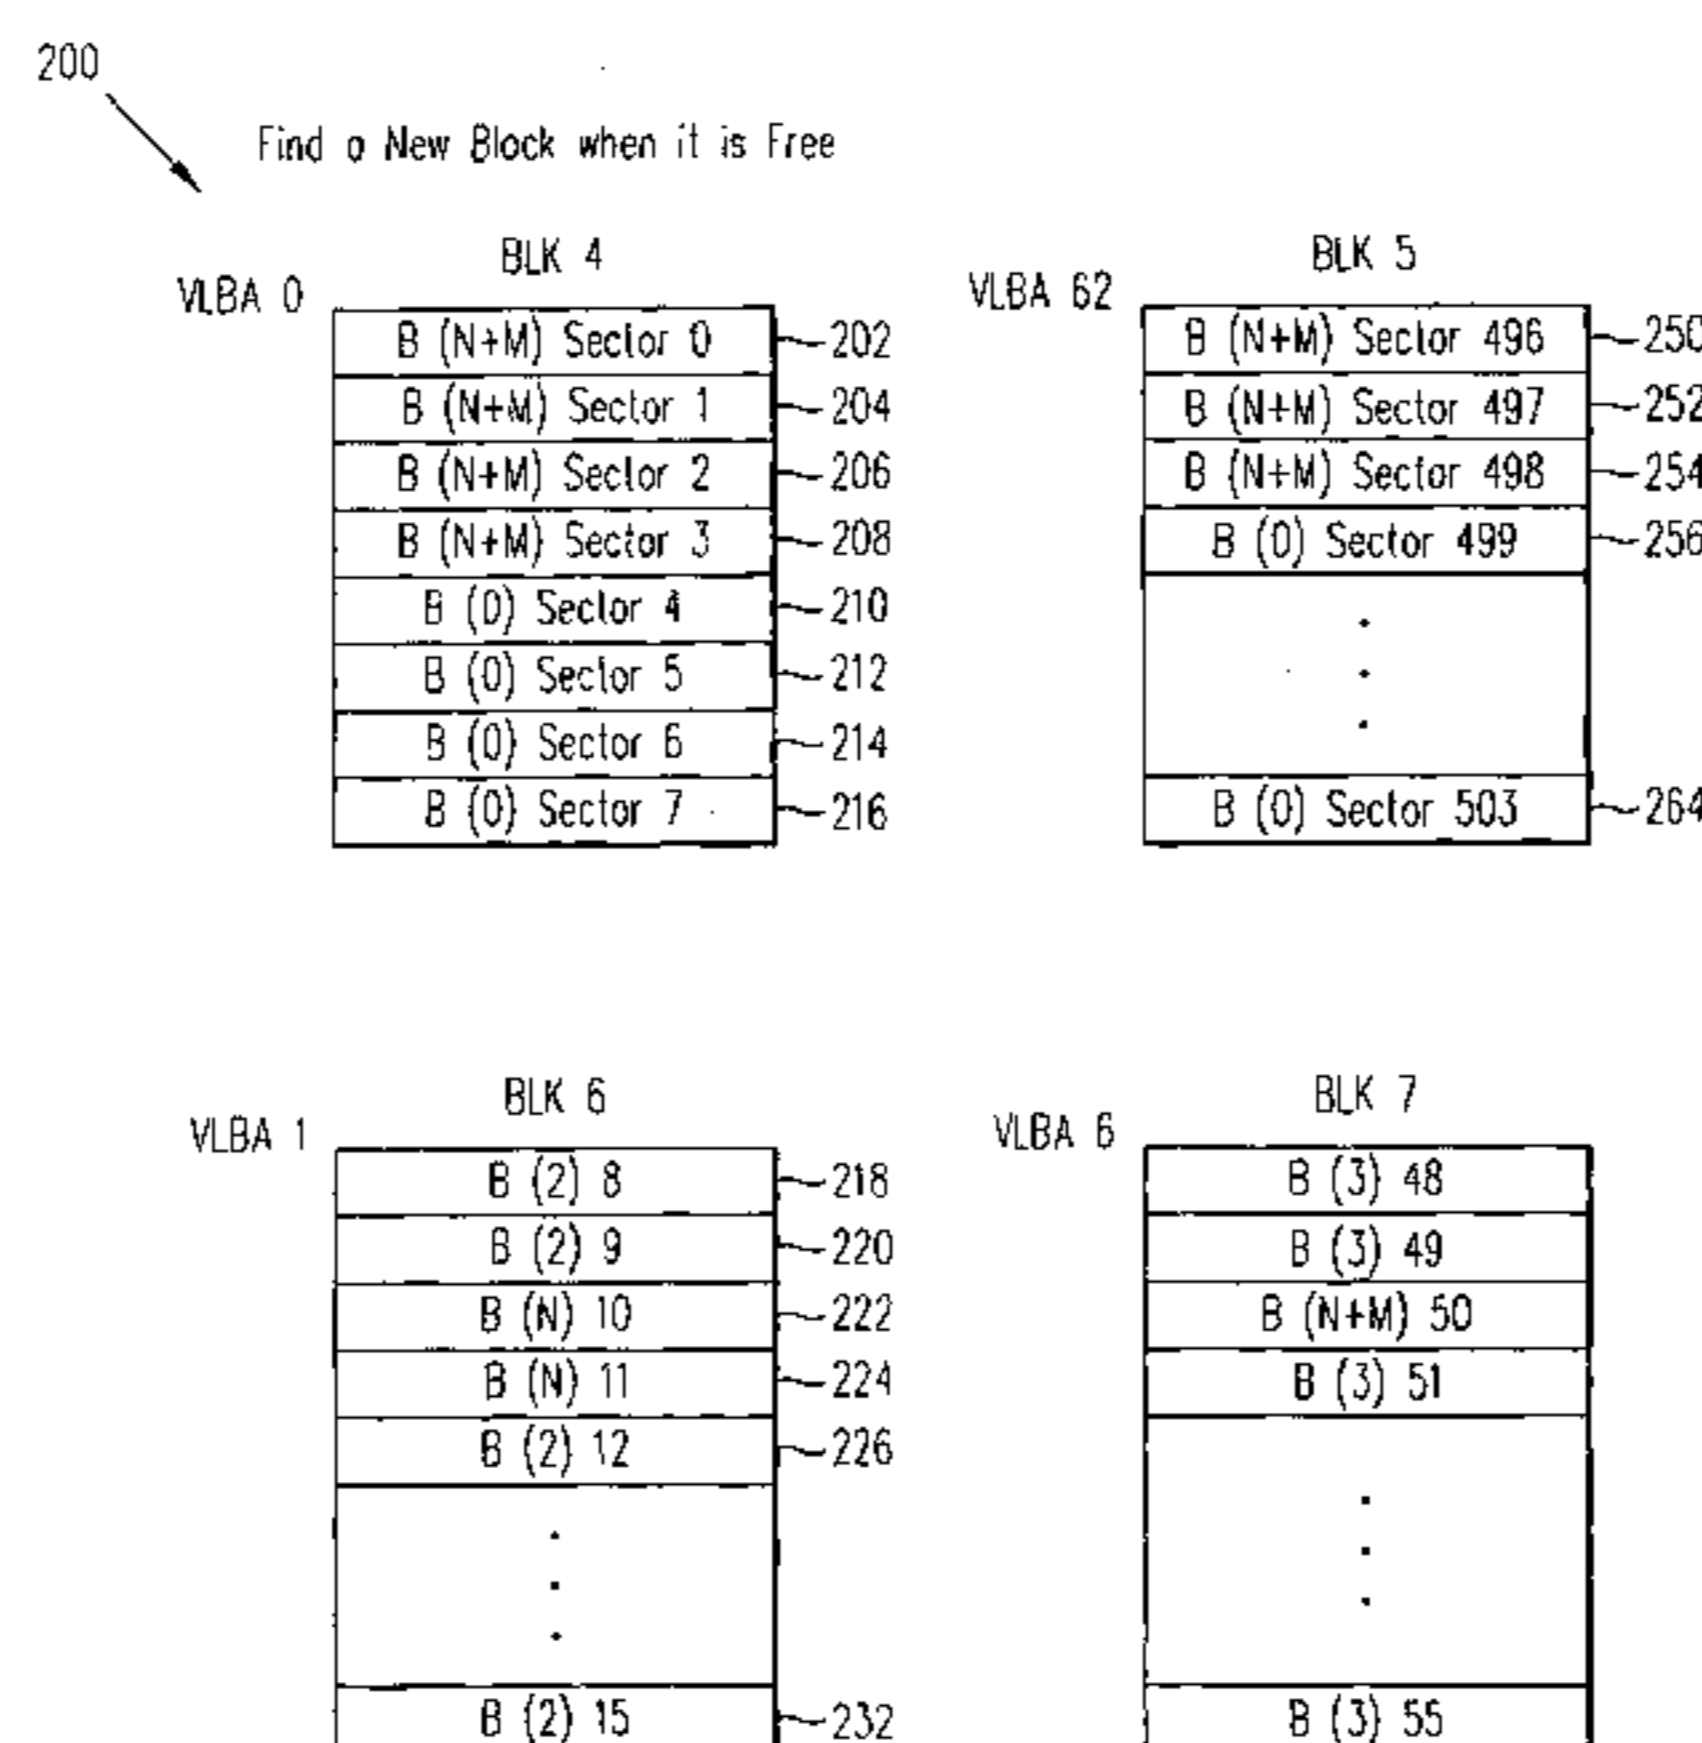 200
Find a New Block when it is Free
BLK 4
VLBA 0
B (N+M) Sector 0 202
B (N+M) Sector 1 204
B (N+M) Sector 2 206
B (N+M) Sector 3 208
B (0) Sector 4 210
B (0) Sector 5 212
B (0) Sector 6 214
B (0) Sector 7 216
BLK 5
VLBA 62
B (N+M) Sector 496 250
B (N+M) Sector 497 252
B (N+M) Sector 498 254
B (0) Sector 499 256
B (0) Sector 503 264
BLK 6
VLBA 1
B (2) 8 218
B (2) 9 220
B (N) 10 222
B (N) 11 224
B (2) 12 226
B (2) 15 232
BLK 7
VLBA 6
B (3) 48
B (3) 49
B (N+M) 50
B (3) 51
B (3) 55